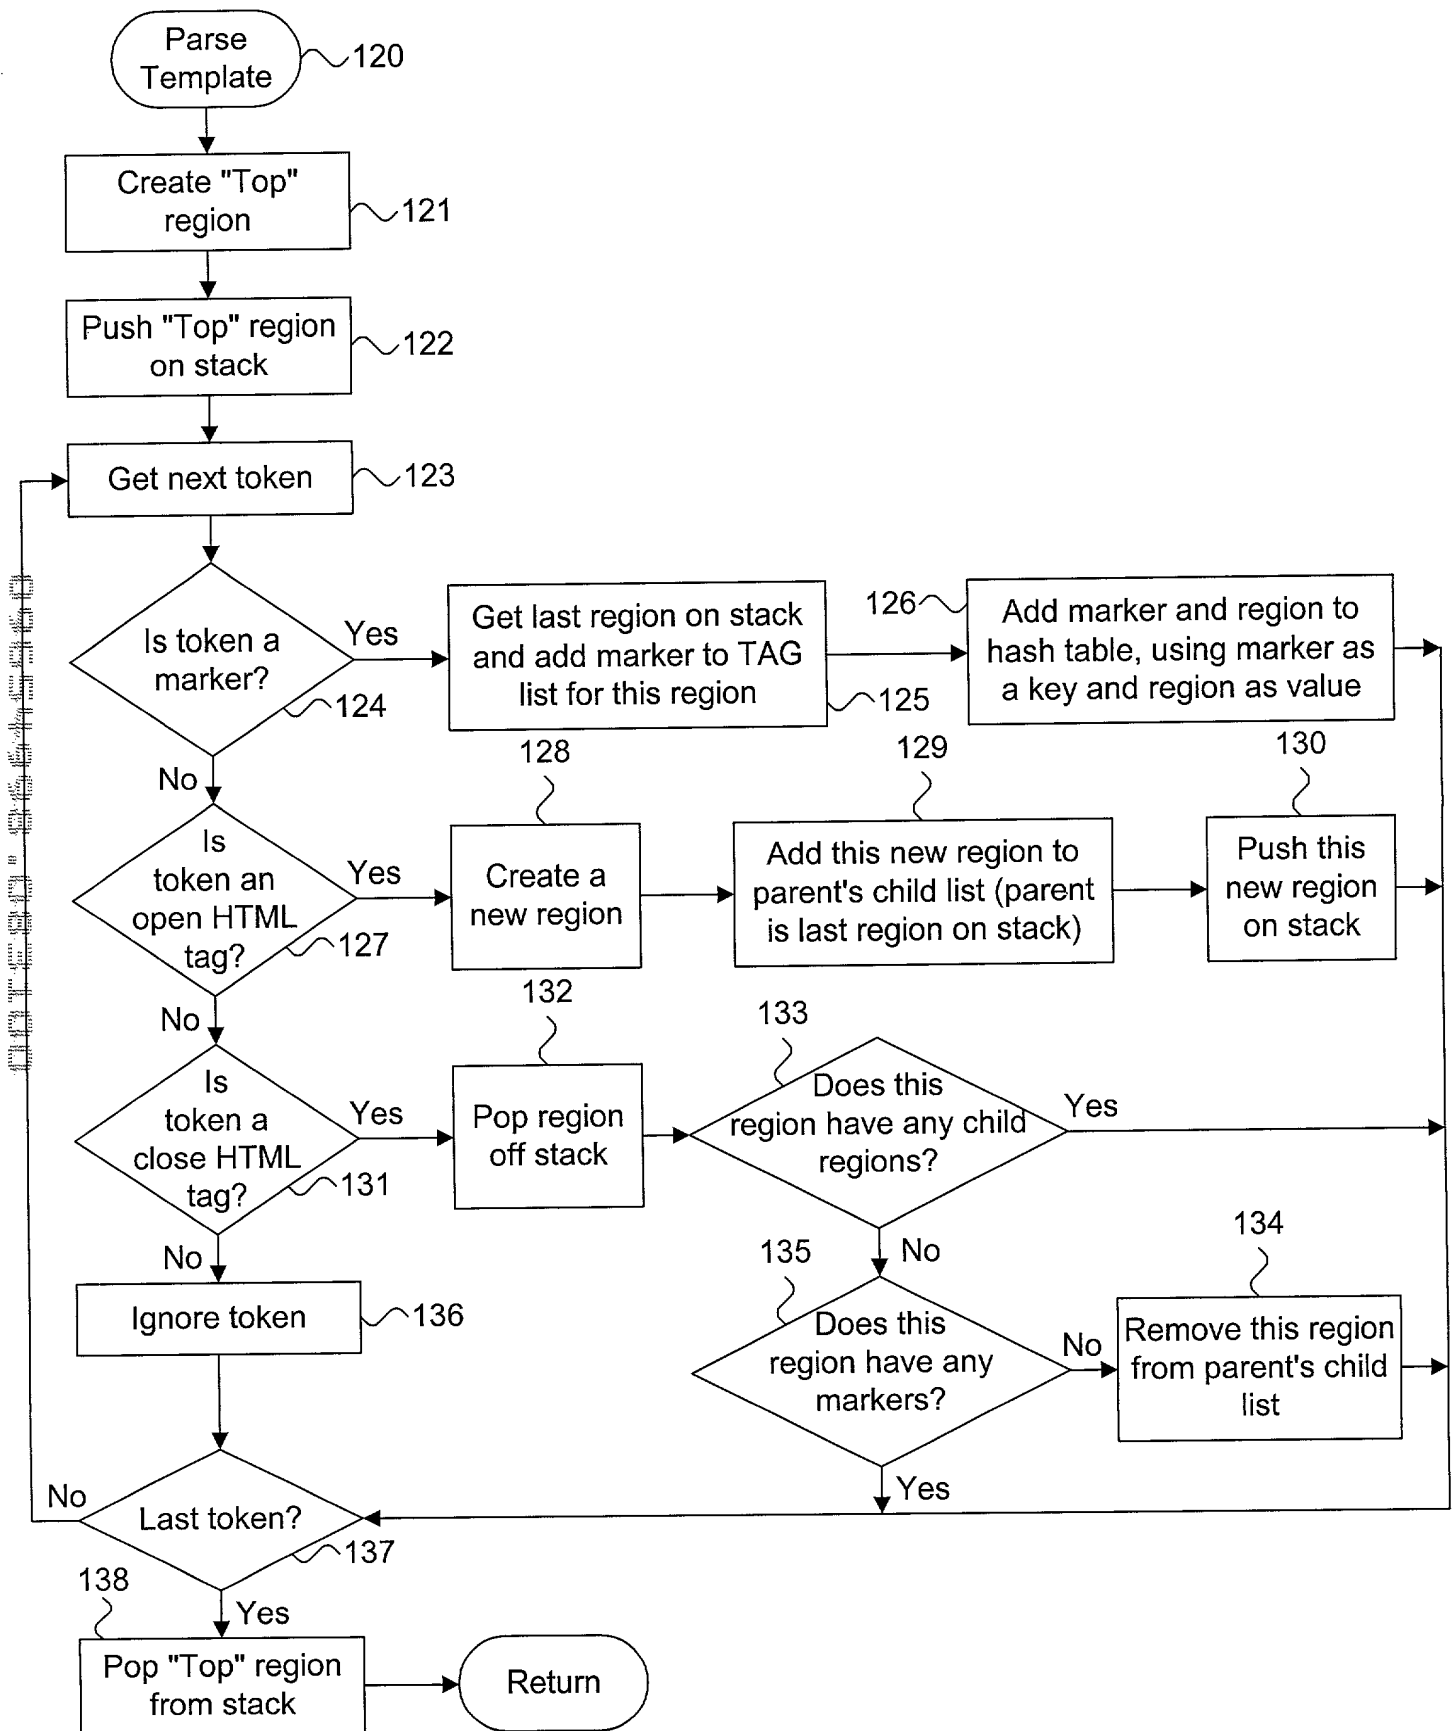 Parse
Template
120
Create "Top"
region
121
Push "Top" region
on stack
122
Get next token
123
Is token a
marker?
124
Yes
Get last region on stack
and add marker to TAG
list for this region
125
126
Add marker and region to
hash table, using marker as
a key and region as value
No
Is
token an
open HTML
tag?
127
Yes
128
Create a
new region
129
Add this new region to
parent's child list (parent
is last region on stack)
130
Push this
new region
on stack
No
Is
token a
close HTML
tag?
131
Yes
132
Pop region
off stack
133
Does this
region have any child
regions?
Yes
No
135
Does this
region have any
markers?
No
134
Remove this region
from parent's child
list
Yes
No
Ignore token
136
Last token?
137
No
Yes
138
Pop "Top" region
from stack
Return